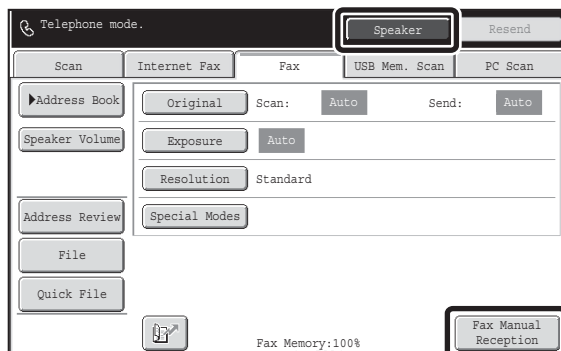 Telephone mode.
Speaker
Resend
Scan
Internet Fax
Fax
USB Mem. Scan
PC Scan
Address Book
Original
Scan:
Auto
Send:
Auto
Speaker Volume
Exposure
Auto
Resolution
Standard
Address Review
Special Modes
File
Quick File
Fax Memory:100%
Fax Manual
Reception